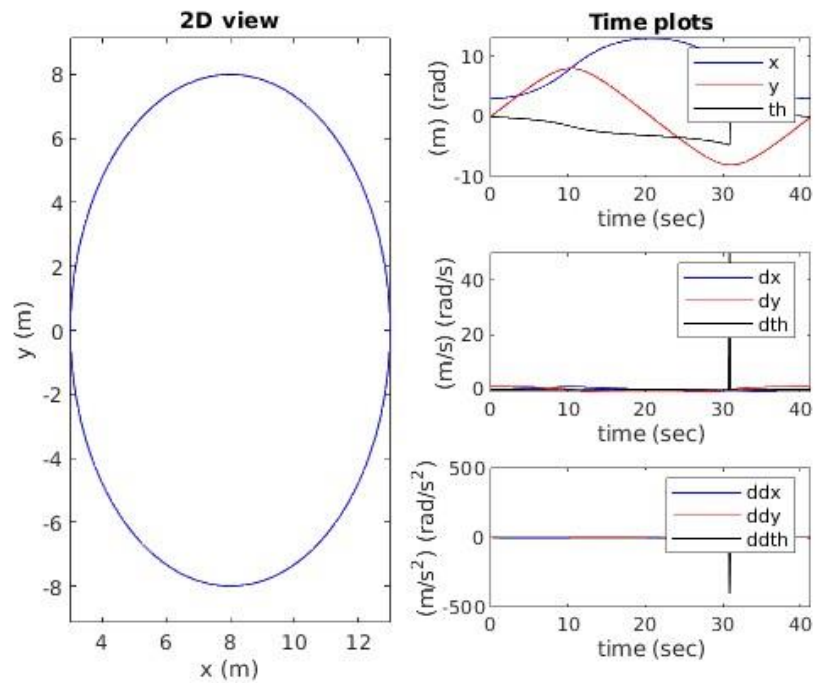 2D view
8
6
4
2
0
-2
-4
-6
-8
y (m)
4 6 8 10 12
x (m)
Time plots
10
0
-10
(m) (rad)
x
y
th
0 10 20 30 40
time (sec)
40
20
0
(m/s) (rad/s)
dx
dy
dth
0 10 20 30 40
time (sec)
500
0
-500
(m/s²) (rad/s²)
ddx
ddy
ddth
0 10 20 30 40
time (sec)